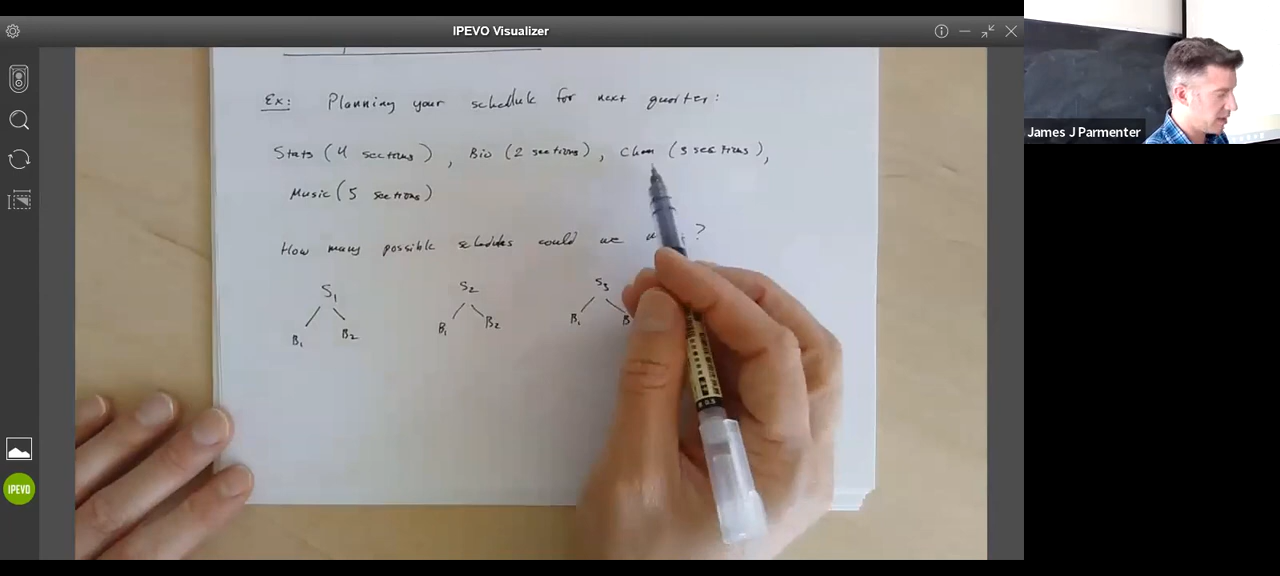 IPEVO Visualizer
James J Parmenter
Ex: Planning your schedule for next quarter:
Stats (4 sections), Bio (2 sections), Chem (3 sections),
Music (5 sections)
How many possible schedules could we ?
S1 S2 S3
B1 B2 B1 B2 B1 B
IPEVO